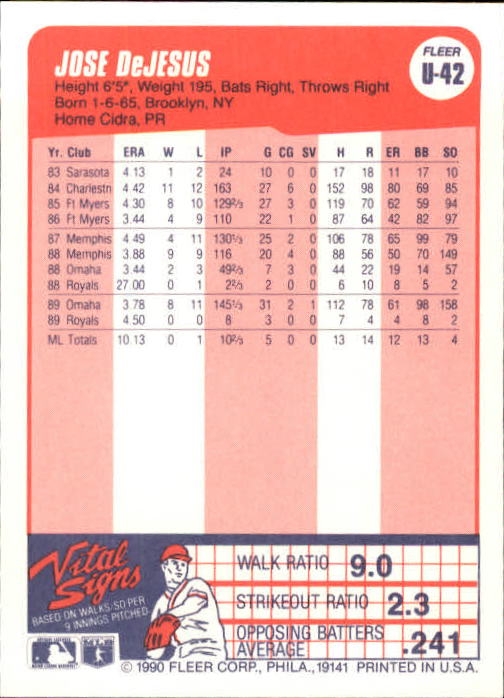 JOSE DeJESUS
FLEER
U-42
Height 6'5", Weight 195, Bats Right, Throws Right
Born 1-6-65, Brooklyn, NY
Home Cidra, PR
Yr. Club ERA W L IP G CG SV H R ER BB SO
83 Sarasota 4 13 1 2 24 10 0 0 17 18 11 17 10
84 Charlestn 4 42 11 12 163 27 6 0 152 98 80 69 85
85 Ft Myers 4 30 8 10 129⅔ 27 3 0 119 70 62 59 94
86 Ft Myers 3.44 4 9 110 22 1 0 87 64 42 82 97
87 Memphis 4 49 4 11 130⅓ 25 2 0 106 78 65 99 79
88 Memphis 3.88 9 9 116 20 4 0 88 56 50 70 149
88 Omaha 3.44 2 3 49⅔ 7 3 0 44 22 19 14 57
88 Royals 27.00 0 1 2⅔ 2 0 0 6 10 8 5 2
89 Omaha 3.78 8 11 145⅓ 31 2 1 112 78 61 98 158
89 Royals 4.50 0 0 8 3 0 0 7 4 4 8 2
ML Totals 10 13 0 1 10⅔ 5 0 0 13 14 12 13 4
Vital
Signs
BASED ON WALKS/SO PER
9 INNINGS PITCHED
WALK RATIO 9.0
STRIKEOUT RATIO 2.3
OPPOSING BATTERS
AVERAGE .241
© 1990 FLEER CORP., PHILA., 19141 PRINTED IN U.S.A.